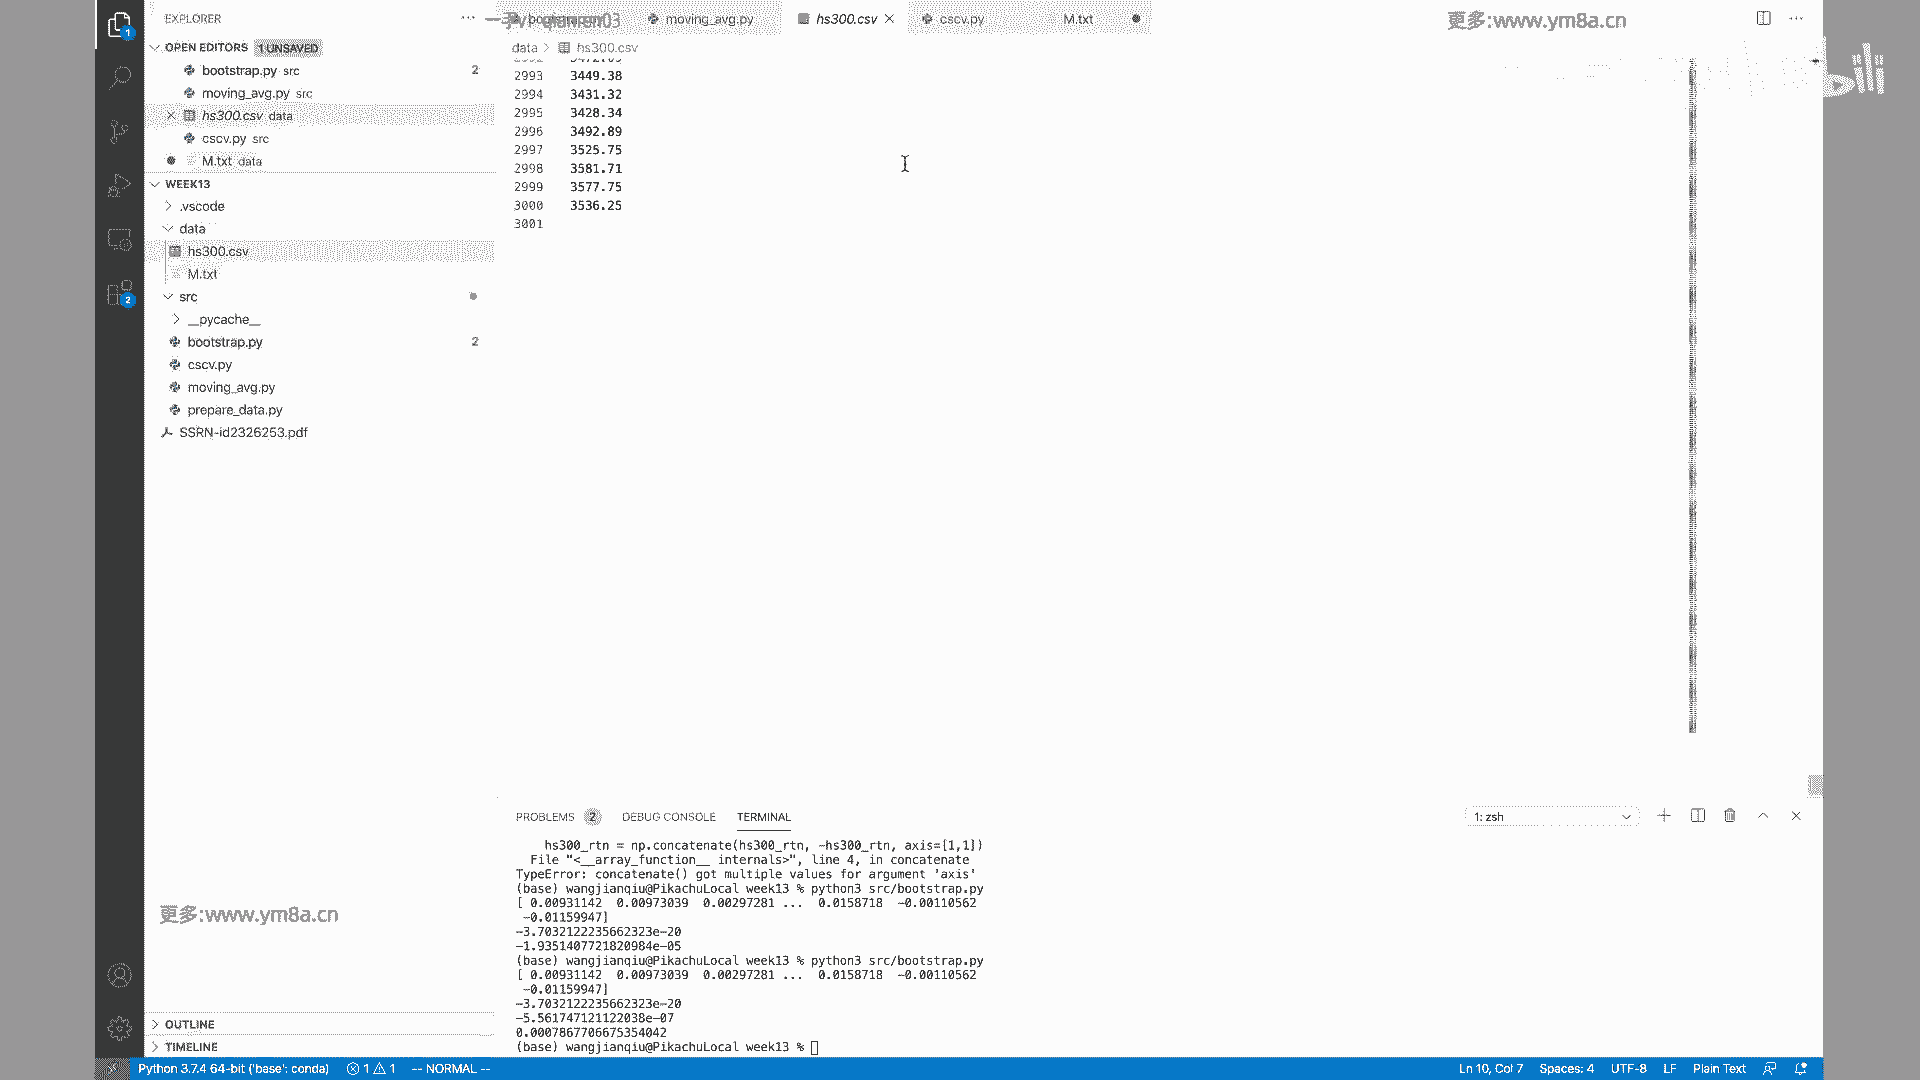 EXPLORER
OPEN EDITORS 1 UNSAVED
bootstrap.py src 2
moving_avg.py src
hs300.csv data
cscv.py src
M.txt data
WEEK13
.vscode
data
hs300.csv
M.txt
src
__pycache__
bootstrap.py 2
cscv.py
moving_avg.py
prepare_data.py
SSRN-id2326253.pdf
更多:www.ym8a.cn
OUTLINE
TIMELINE
moving_avg.py hs300.csv cscv.py M.txt
更多:www.ym8a.cn
data > hs300.csv
2993 3449.38
2994 3431.32
2995 3428.34
2996 3492.89
2997 3525.75
2998 3581.71
2999 3577.75
3000 3536.25
3001
PROBLEMS 2 DEBUG CONSOLE TERMINAL 1: zsh
hs300_rtn = np.concatenate(hs300_rtn, -hs300_rtn, axis=[1,1])
File "<__array_function__ internals>", line 4, in concatenate
TypeError: concatenate() got multiple values for argument 'axis'
(base) wangjianqiu@PikachuLocal week13 % python3 src/bootstrap.py
[ 0.00931142 0.00973039 0.00297281 ... 0.0158718 -0.00110562
-0.01159947]
-3.7032122235662323e-20
-1.9351407721820984e-05
(base) wangjianqiu@PikachuLocal week13 % python3 src/bootstrap.py
[ 0.00931142 0.00973039 0.00297281 ... 0.0158718 -0.00110562
-0.01159947]
-3.7032122235662323e-20
-5.561747121122038e-07
0.0007867706675354042
(base) wangjianqiu@PikachuLocal week13 %
Python 3.7.4 64-bit ('base': conda) 1 1 -- NORMAL -- Ln 10, Col 7 Spaces: 4 UTF-8 LF Plain Text